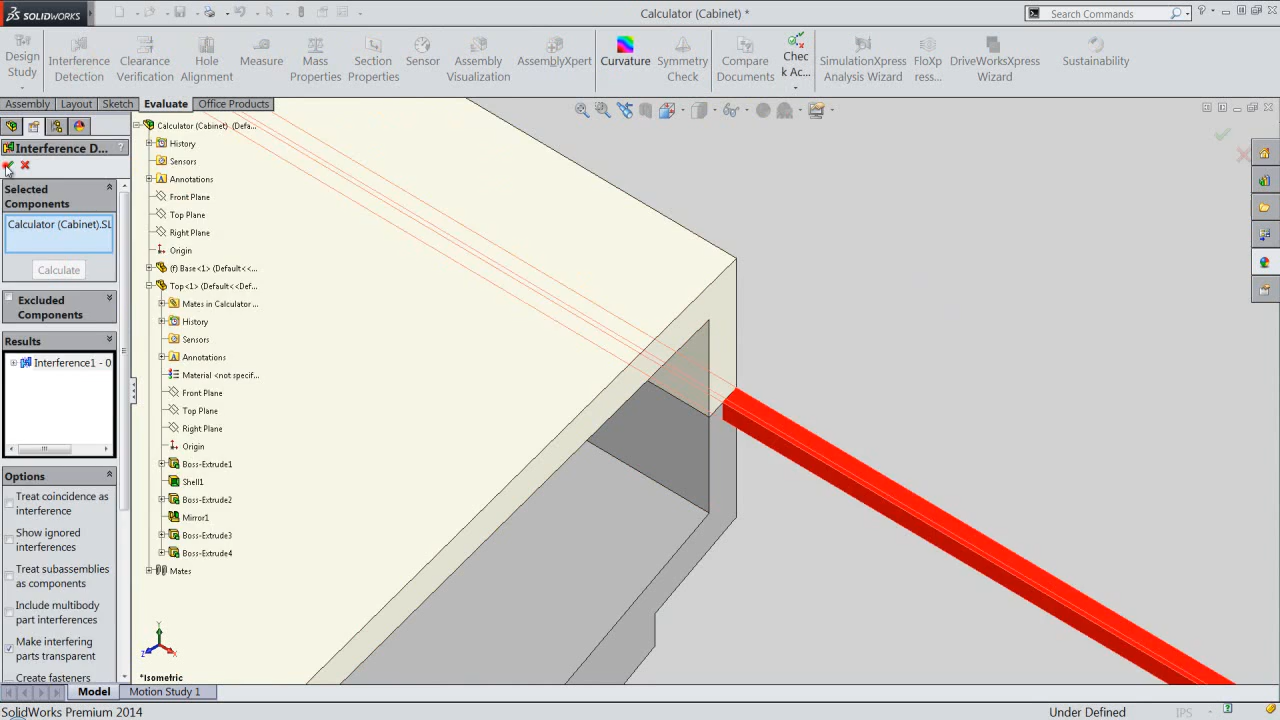 SOLIDWORKS
Calculator (Cabinet) *
Search Commands
Design Study
Interference Detection
Clearance Verification
Hole Alignment
Measure
Mass Properties
Section Properties
Sensor
Assembly Visualization
AssemblyXpert
Curvature
Symmetry Check
Compare Documents
Chec k Ac...
SimulationXpress Analysis Wizard
FloXp ress...
DriveWorksXpress Wizard
Sustainability
Assembly
Layout
Sketch
Evaluate
Office Products
Interference D...
?
Selected
Components
Calculator (Cabinet).SL
Calculate
Excluded
Components
Results
Interference1 - 0
Options
Treat coincidence as
interference
Show ignored
interferences
Treat subassemblies
as components
Include multibody
part interferences
Make interfering
parts transparent
Create fasteners
Calculator (Cabinet) (Defa...
History
Sensors
Annotations
Front Plane
Top Plane
Right Plane
Origin
(f) Base<1> (Default<<...
Top<1> (Default<<Def...
Mates in Calculator ...
History
Sensors
Annotations
Material <not specif...
Front Plane
Top Plane
Right Plane
Origin
Boss-Extrude1
Shell1
Boss-Extrude2
Mirror1
Boss-Extrude3
Boss-Extrude4
Mates
Y
Z
X
*Isometric
Model
Motion Study 1
SolidWorks Premium 2014
Under Defined
IPS